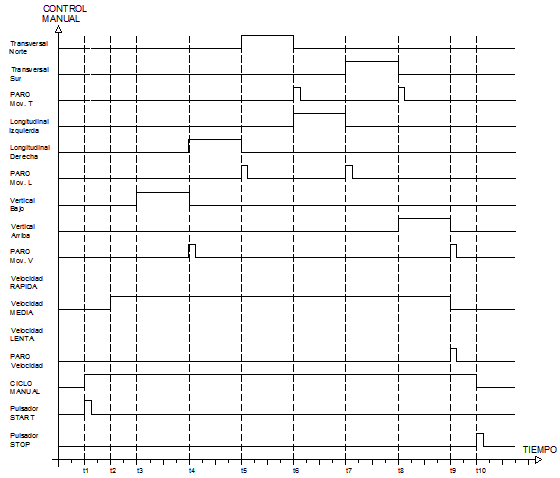 CONTROL
MANUAL
Transversal
Norte
Transversal
Sur
PARO
Mov. T
Longitudinal
Izquierda
Longitudinal
Derecha
PARO
Mov. L
Vertical
Bajo
Vertical
Arriba
PARO
Mov. V
Velocidad
RAPIDA
Velocidad
MEDIA
Velocidad
LENTA
PARO
Velocidad
CICLO
MANUAL
Pulsador
START
Pulsador
STOP
TIEMPO
t1 t2 t3 t4 t5 t6 t7 t8 t9 t10